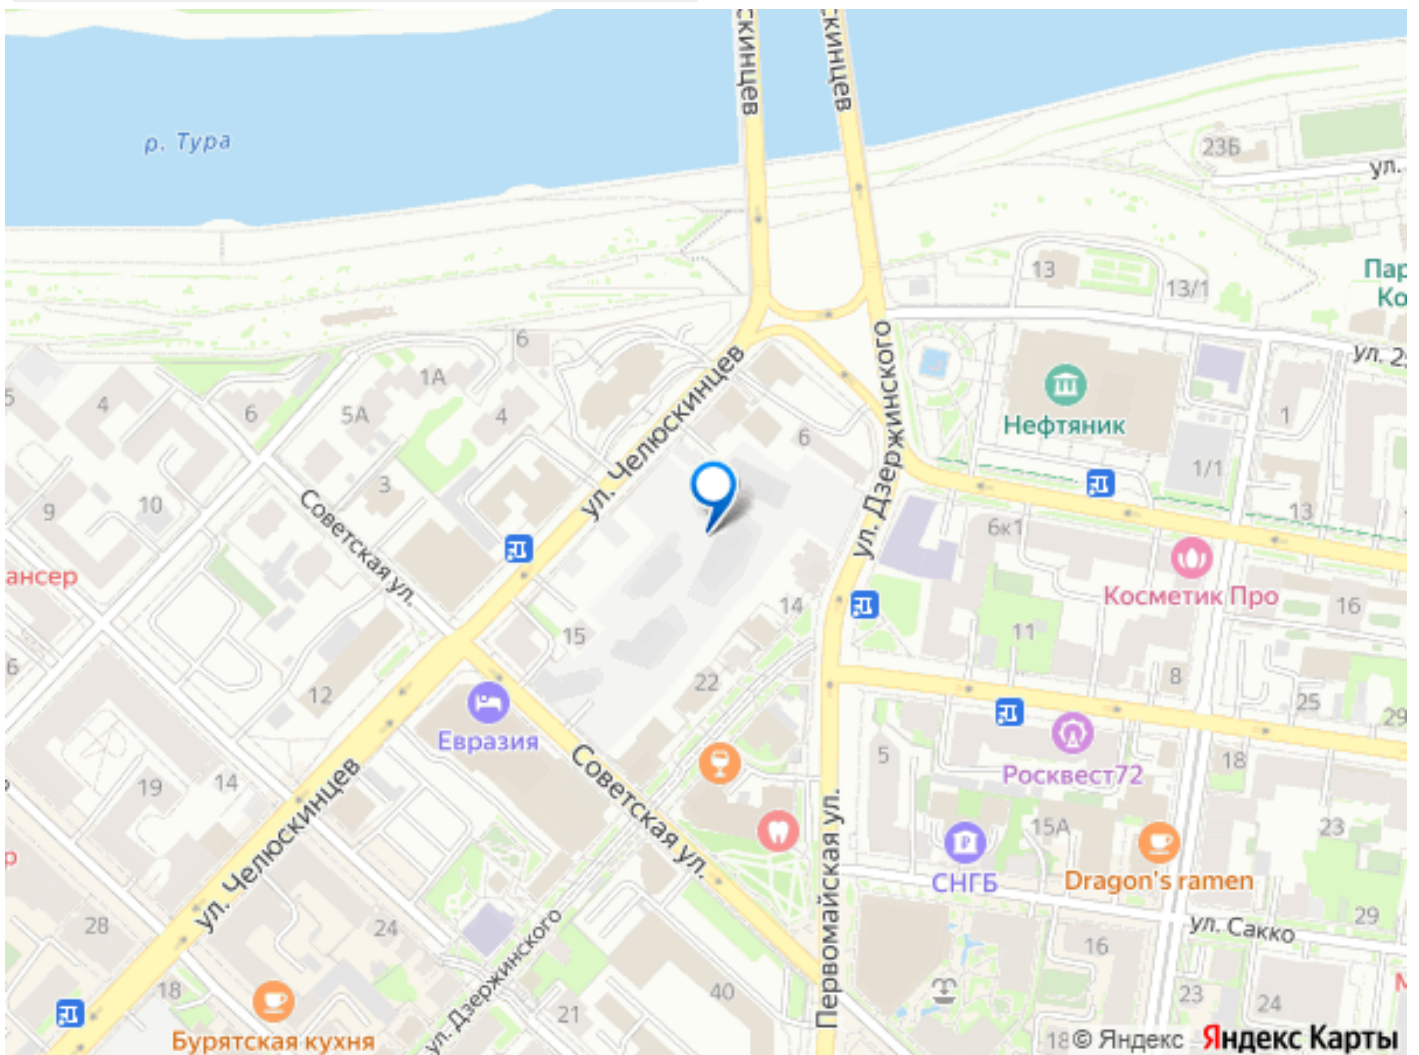 скинцев
скинцев
р. Тура
23Б
ул.
13
13/1
Пар
Ко
6
ул. Дзержинского
ул. 2
1А
Нефтяник
5
4
6
5А
4
ул. Челюскинцев
6
1
3
1/1
9
10
Советская ул.
6к1
13
ансер
Косметик Про
14
16
15
11
6
12
22
8
25
29
Евразия
Советская ул.
5
Росквест72
18
19
14
ул. Челюскинцев
Первомайская ул.
15А
23
р
СНГБ
Dragon's ramen
28
24
ул. Дзержинского
16
ул. Сакко
29
18
40
23
24
21
Бурятская кухня
18
© Яндекс
Яндекс Карты